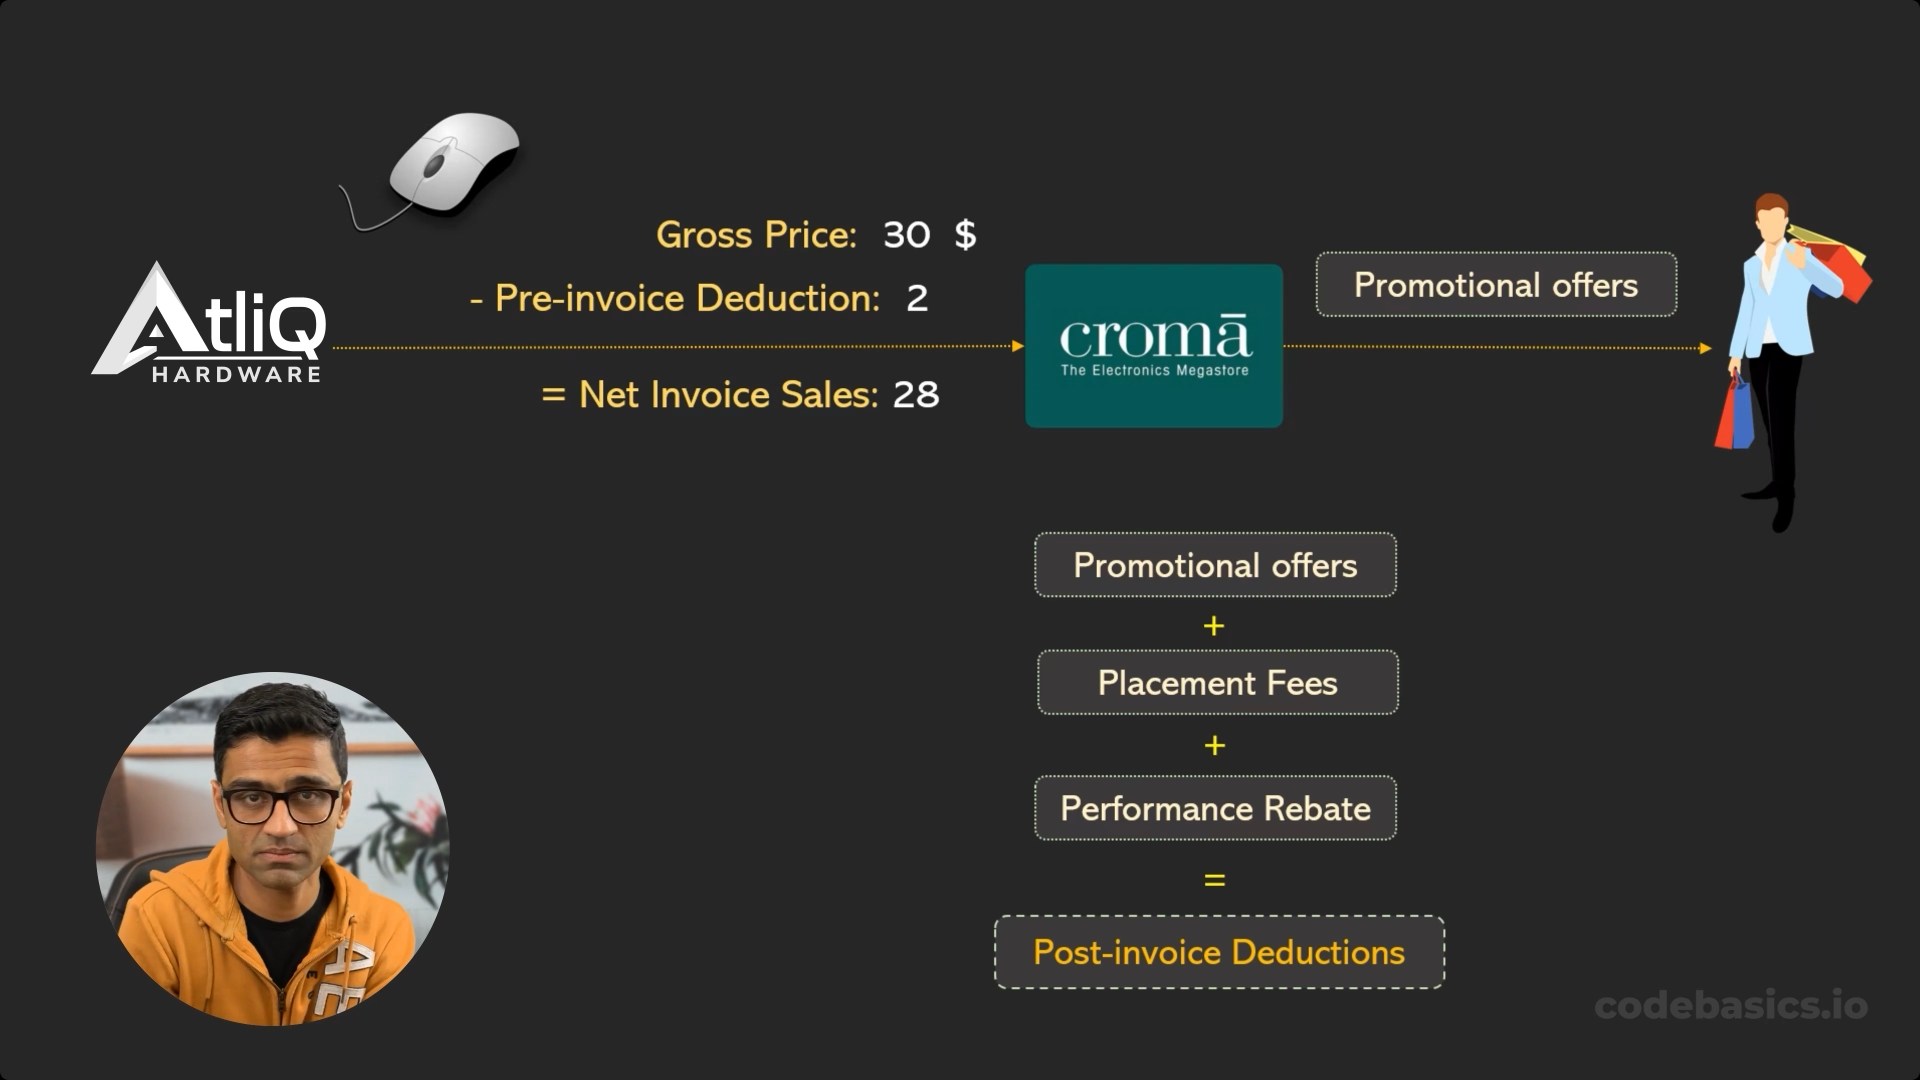 Gross Price: 30 $
- Pre-invoice Deduction: 2
= Net Invoice Sales: 28
AtliQ
HARDWARE
cromā
The Electronics Megastore
Promotional offers
Promotional offers
+
Placement Fees
+
Performance Rebate
=
Post-invoice Deductions
codebasics.io